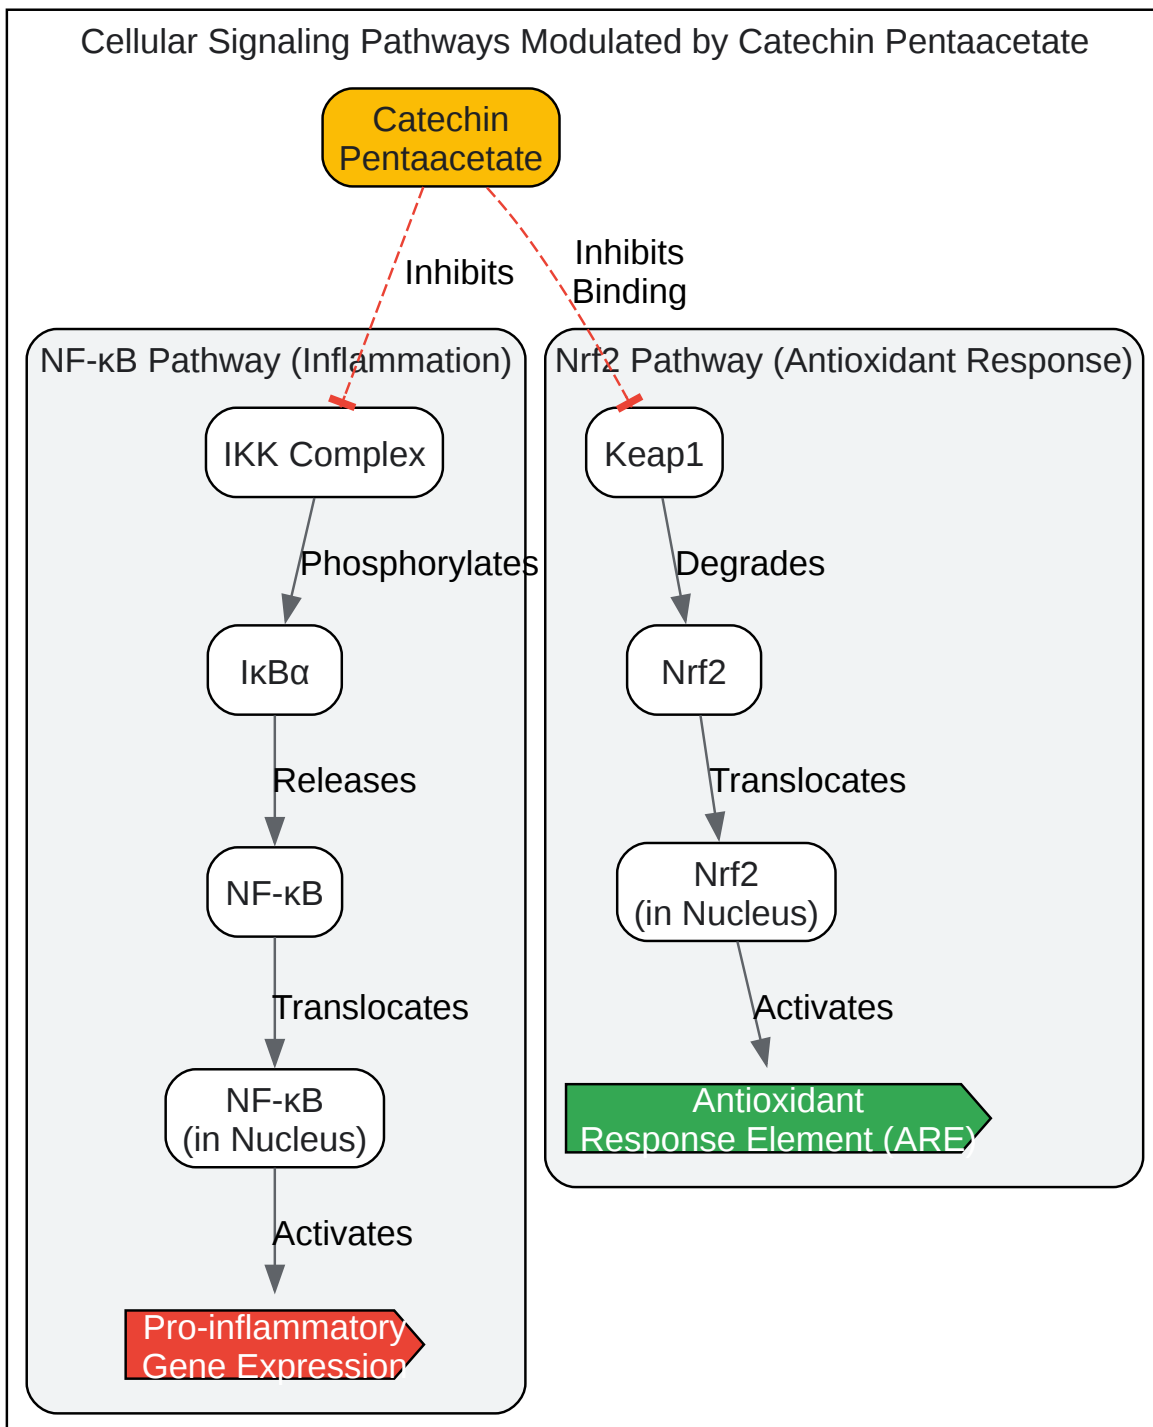 Cellular Signaling Pathways Modulated by Catechin Pentaacetate
Catechin
Pentaacetate
Inhibits
Inhibits
Binding
NF-κB Pathway (Inflammation)
IKK Complex
Phosphorylates
IκBα
Releases
NF-κB
Translocates
NF-κB
(in Nucleus)
Activates
Pro-inflammatory
Gene Expression
Nrf2 Pathway (Antioxidant Response)
Keap1
Degrades
Nrf2
Translocates
Nrf2
(in Nucleus)
Activates
Antioxidant
Response Element (ARE)